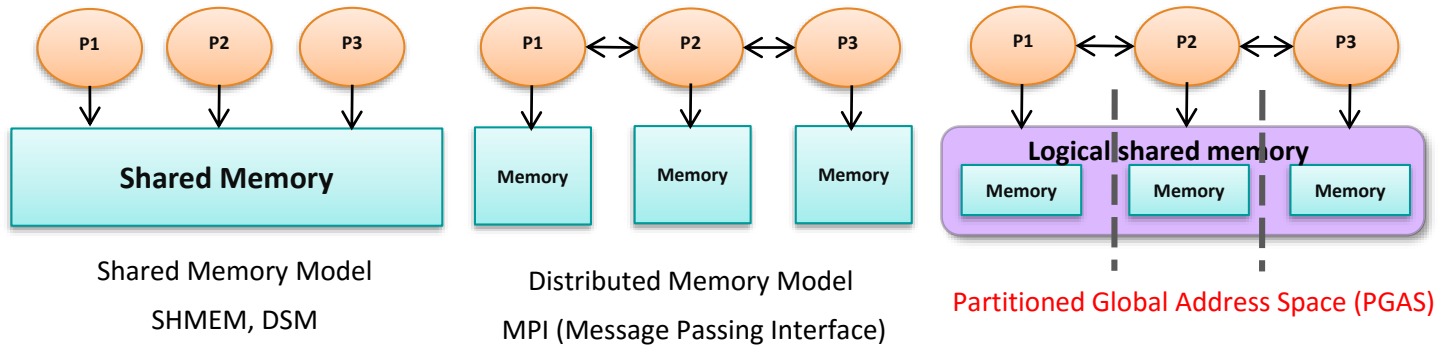 P1
P2
P3
Shared Memory
Shared Memory Model
SHMEM, DSM
P1
P2
P3
Memory
Memory
Memory
Distributed Memory Model
MPI (Message Passing Interface)
P1
P2
P3
Logical shared memory
Memory
Memory
Memory
Partitioned Global Address Space (PGAS)